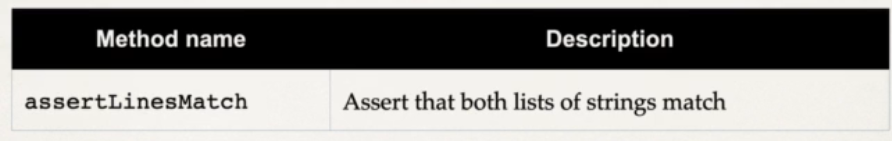 Method name Description
assertLinesMatch Assert that both lists of strings match